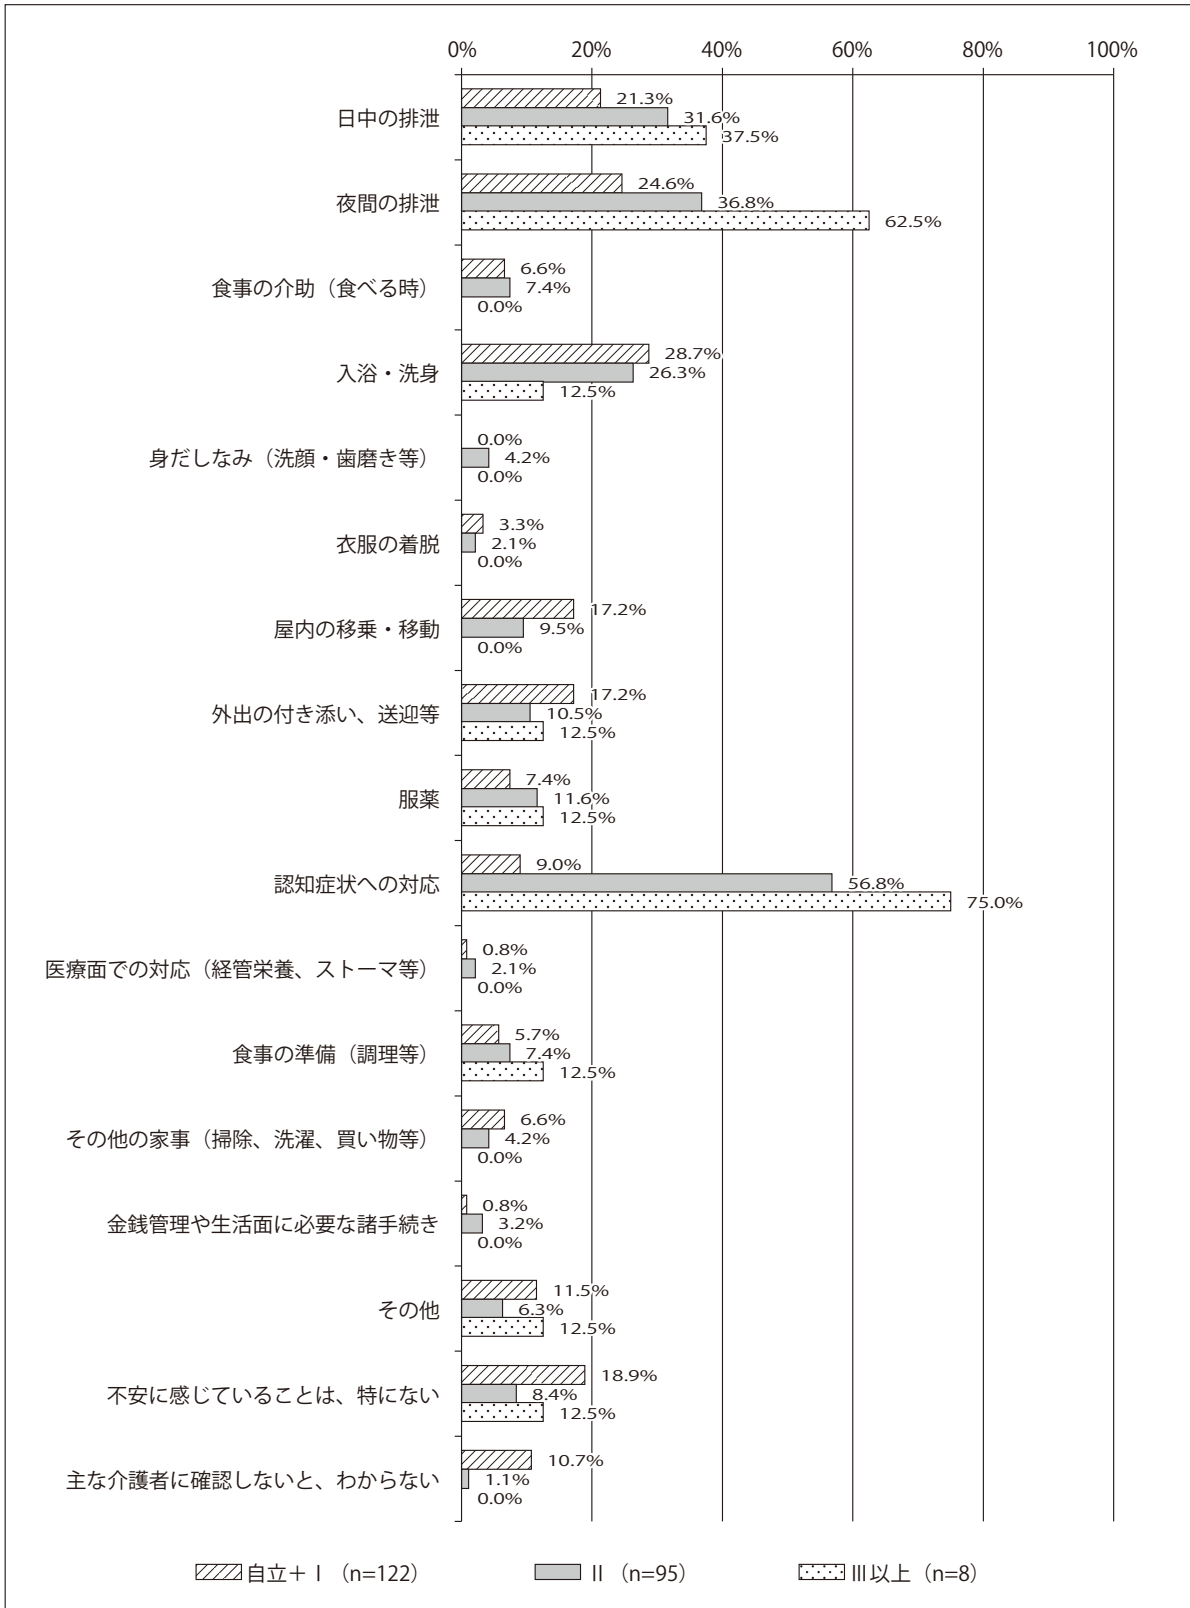 0% 20% 40% 60% 80% 100%
日中の排泄
21.3%
31.6%
37.5%
夜間の排泄
24.6%
36.8%
62.5%
食事の介助（食べる時）
6.6%
7.4%
0.0%
入浴・洗身
28.7%
26.3%
12.5%
身だしなみ（洗顔・歯磨き等）
0.0%
4.2%
0.0%
衣服の着脱
3.3%
2.1%
0.0%
屋内の移乗・移動
17.2%
9.5%
0.0%
外出の付き添い、送迎等
17.2%
10.5%
12.5%
服薬
7.4%
11.6%
12.5%
認知症状への対応
9.0%
56.8%
75.0%
医療面での対応（経管栄養、ストーマ等）
0.8%
2.1%
0.0%
食事の準備（調理等）
5.7%
7.4%
12.5%
その他の家事（掃除、洗濯、買い物等）
6.6%
4.2%
0.0%
金銭管理や生活面に必要な諸手続き
0.8%
3.2%
0.0%
その他
11.5%
6.3%
12.5%
不安に感じていることは、特にない
18.9%
8.4%
12.5%
主な介護者に確認しないと、わからない
10.7%
1.1%
0.0%
自立＋Ⅰ（n=122） Ⅱ（n=95） Ⅲ以上（n=8）